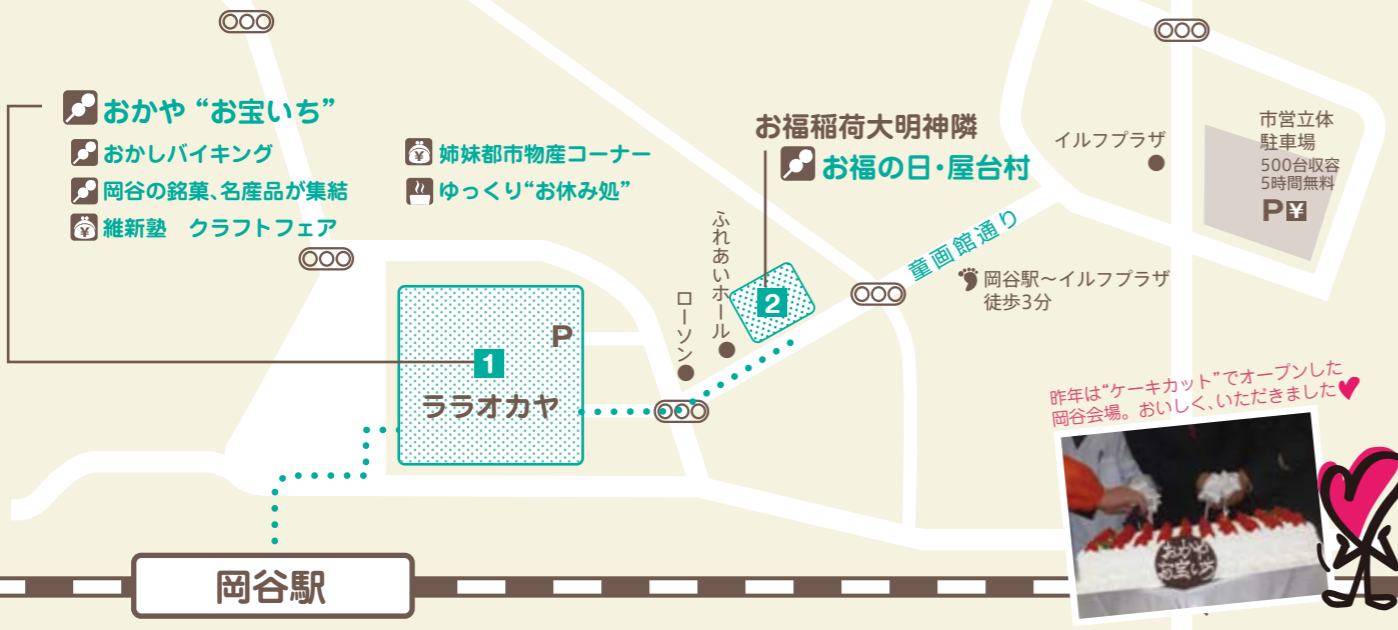 おかや “お宝いち”
おかしバイキング
岡谷の銘菓、名産品が集結
維新塾　クラフトフェア
姉妹都市物産コーナー
ゆっくり“お休み処”
お福稲荷大明神隣
お福の日・屋台村
イルフプラザ
市営立体
駐車場
500台収容
5時間無料
P¥
童画館通り
岡谷駅～イルフプラザ
徒歩3分
ふれあいホール
ローソン
2
P
1
ララオカヤ
昨年は“ケーキカット”でオープンした
岡谷会場。おいしく、いただきました
おかや
お宝いち
岡谷駅